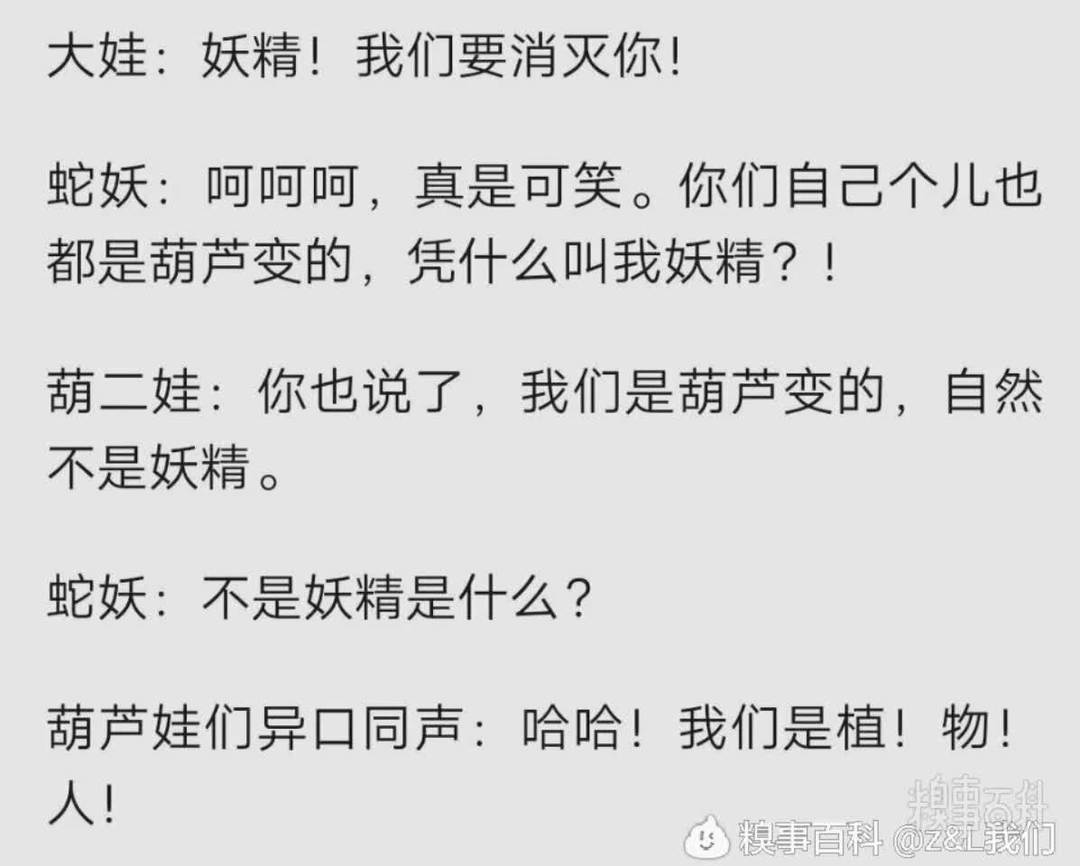 大娃：妖精！我们要消灭你！
蛇妖：呵呵呵，真是可笑。你们自己个儿也
都是葫芦变的，凭什么叫我妖精？！
葫二娃：你也说了，我们是葫芦变的，自然
不是妖精。
蛇妖：不是妖精是什么？
葫芦娃们异口同声：哈哈！我们是植！物！
人！
糗事百科
糗事百科 @z&L我们